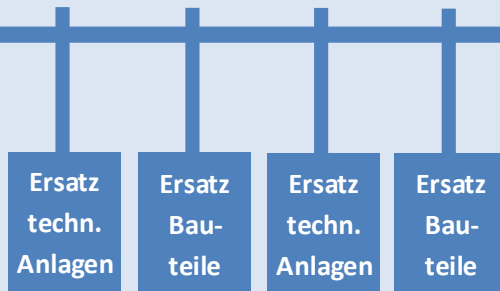 Ersatz
techn.
Anlagen
Ersatz
Bau-
teile
Ersatz
techn.
Anlagen
Ersatz
Bau-
teile